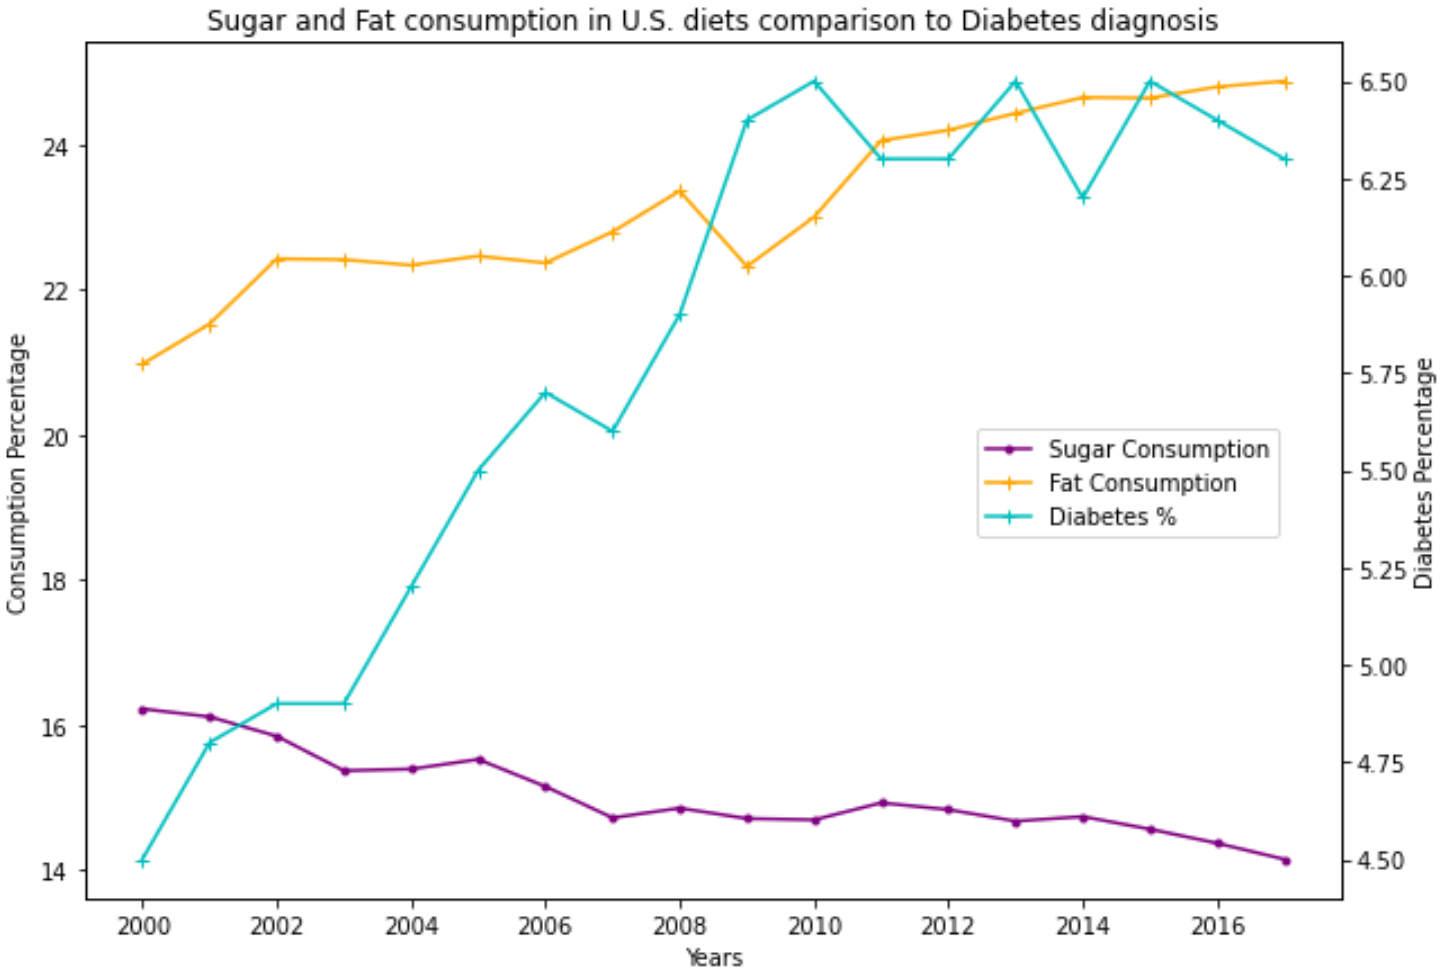 Sugar and Fat consumption in U.S. diets comparison to Diabetes diagnosis
Consumption Percentage
24
22
20
18
16
14
6.50
6.25
6.00
5.75
5.50
5.25
5.00
4.75
4.50
Diabetes Percentage
Sugar Consumption
Fat Consumption
Diabetes %
2000 2002 2004 2006 2008 2010 2012 2014 2016
Years